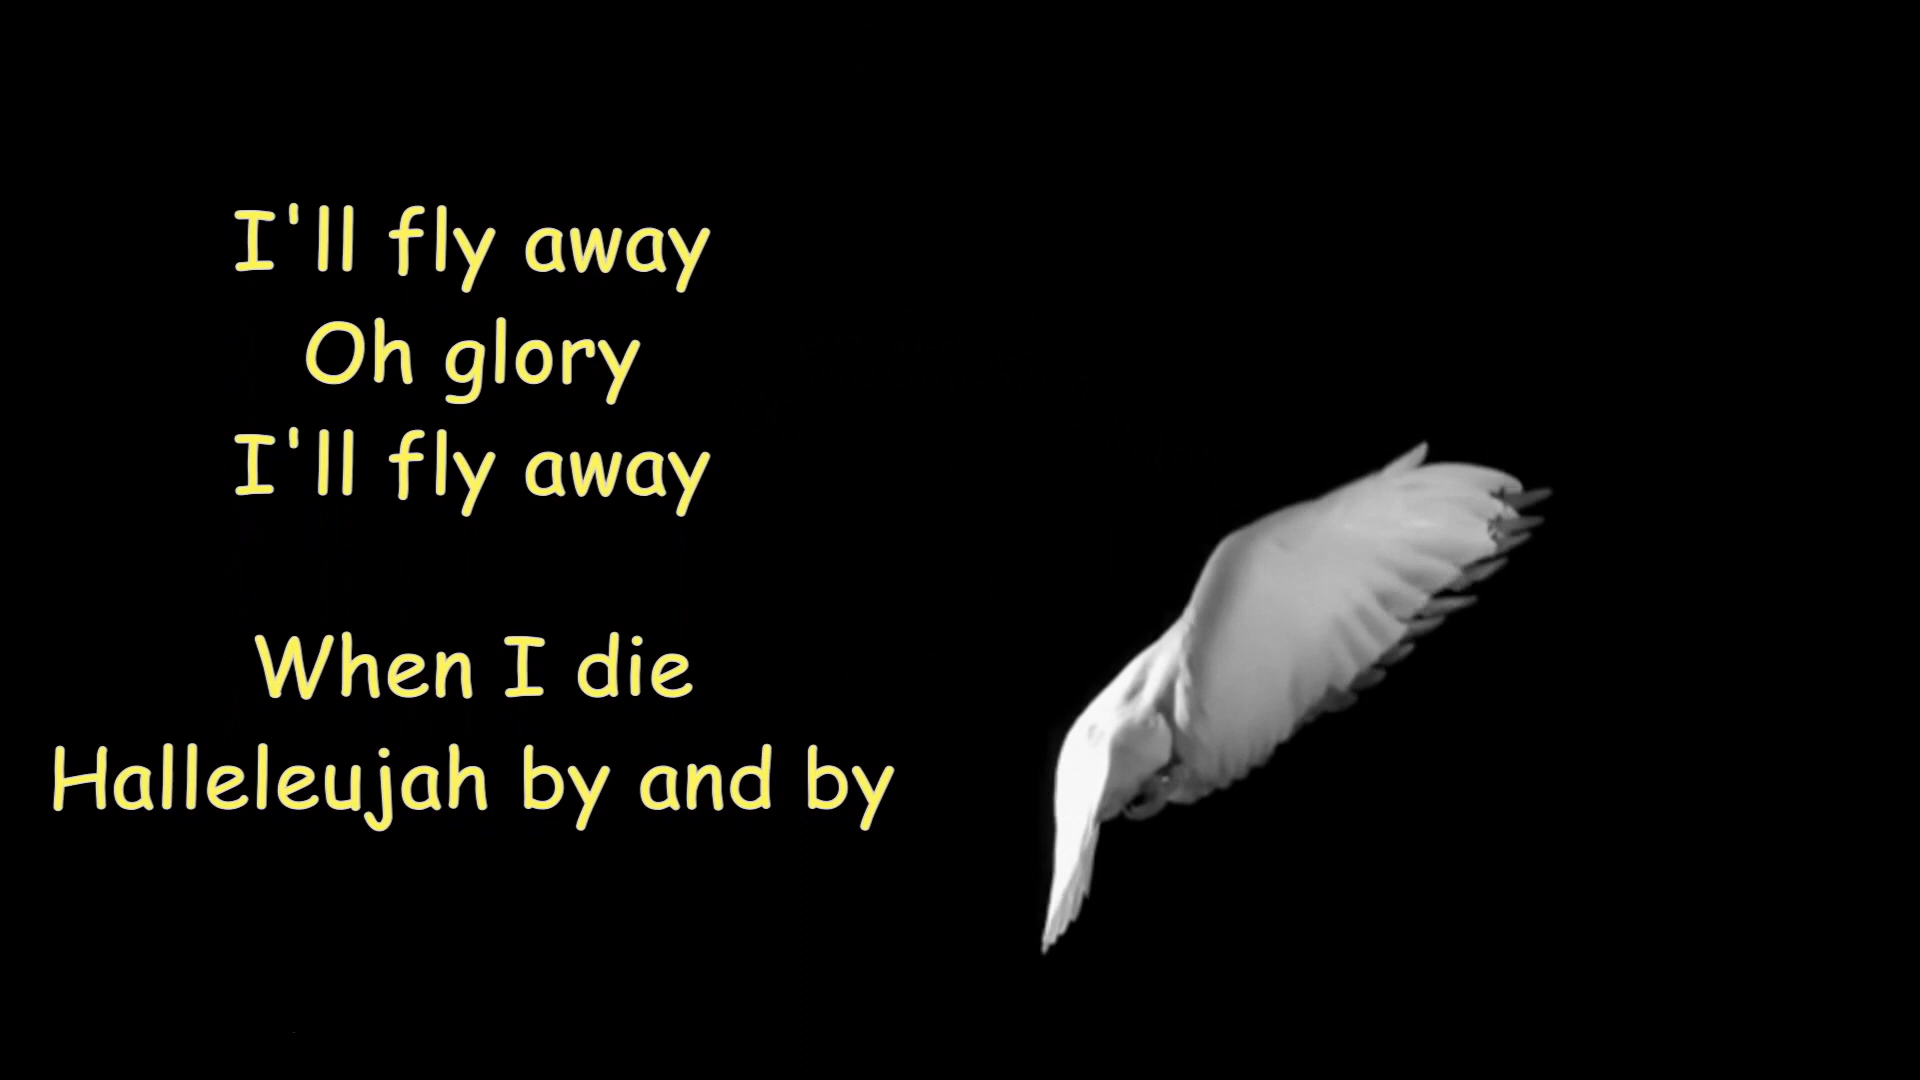 I'll fly away
Oh glory
I'll fly away
When I die
Halleleujah by and by